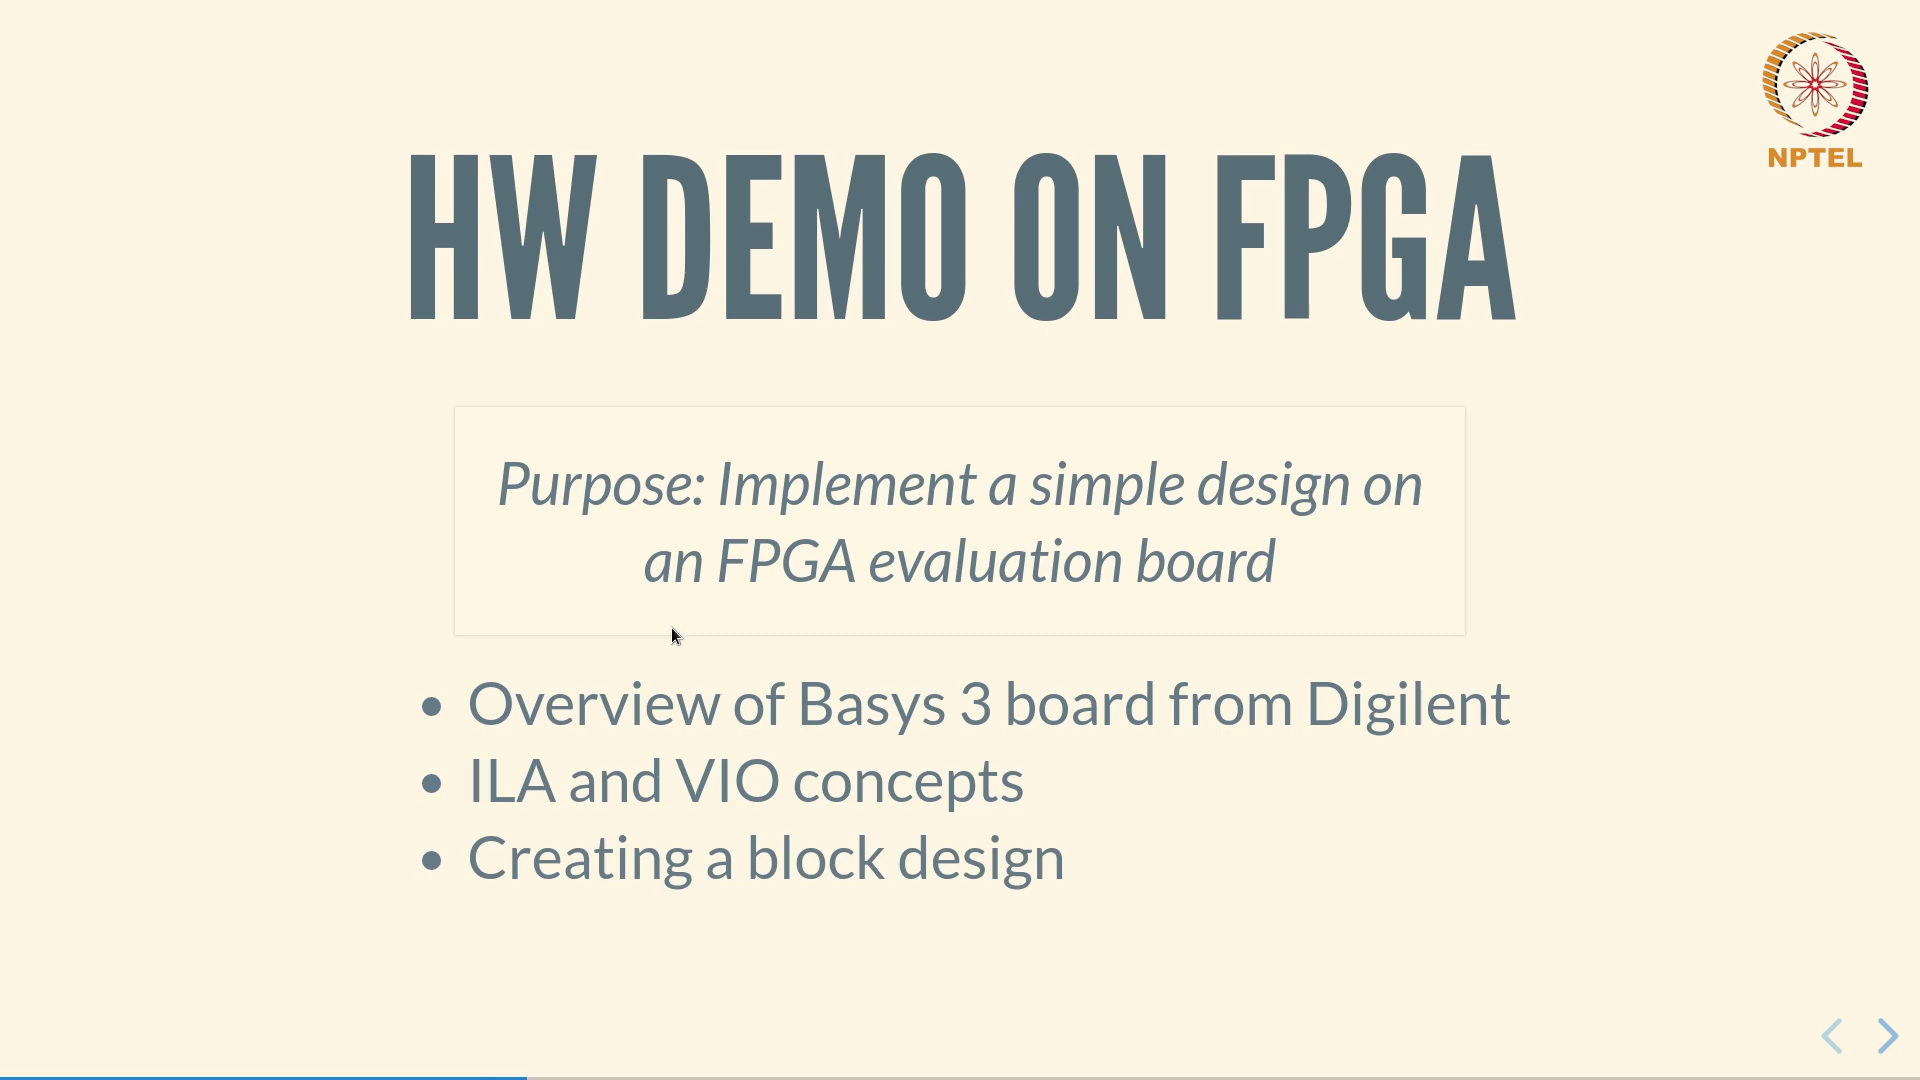 NPTEL
HW DEMO ON FPGA
Purpose: Implement a simple design on
an FPGA evaluation board
Overview of Basys 3 board from Digilent
ILA and VIO concepts
Creating a block design